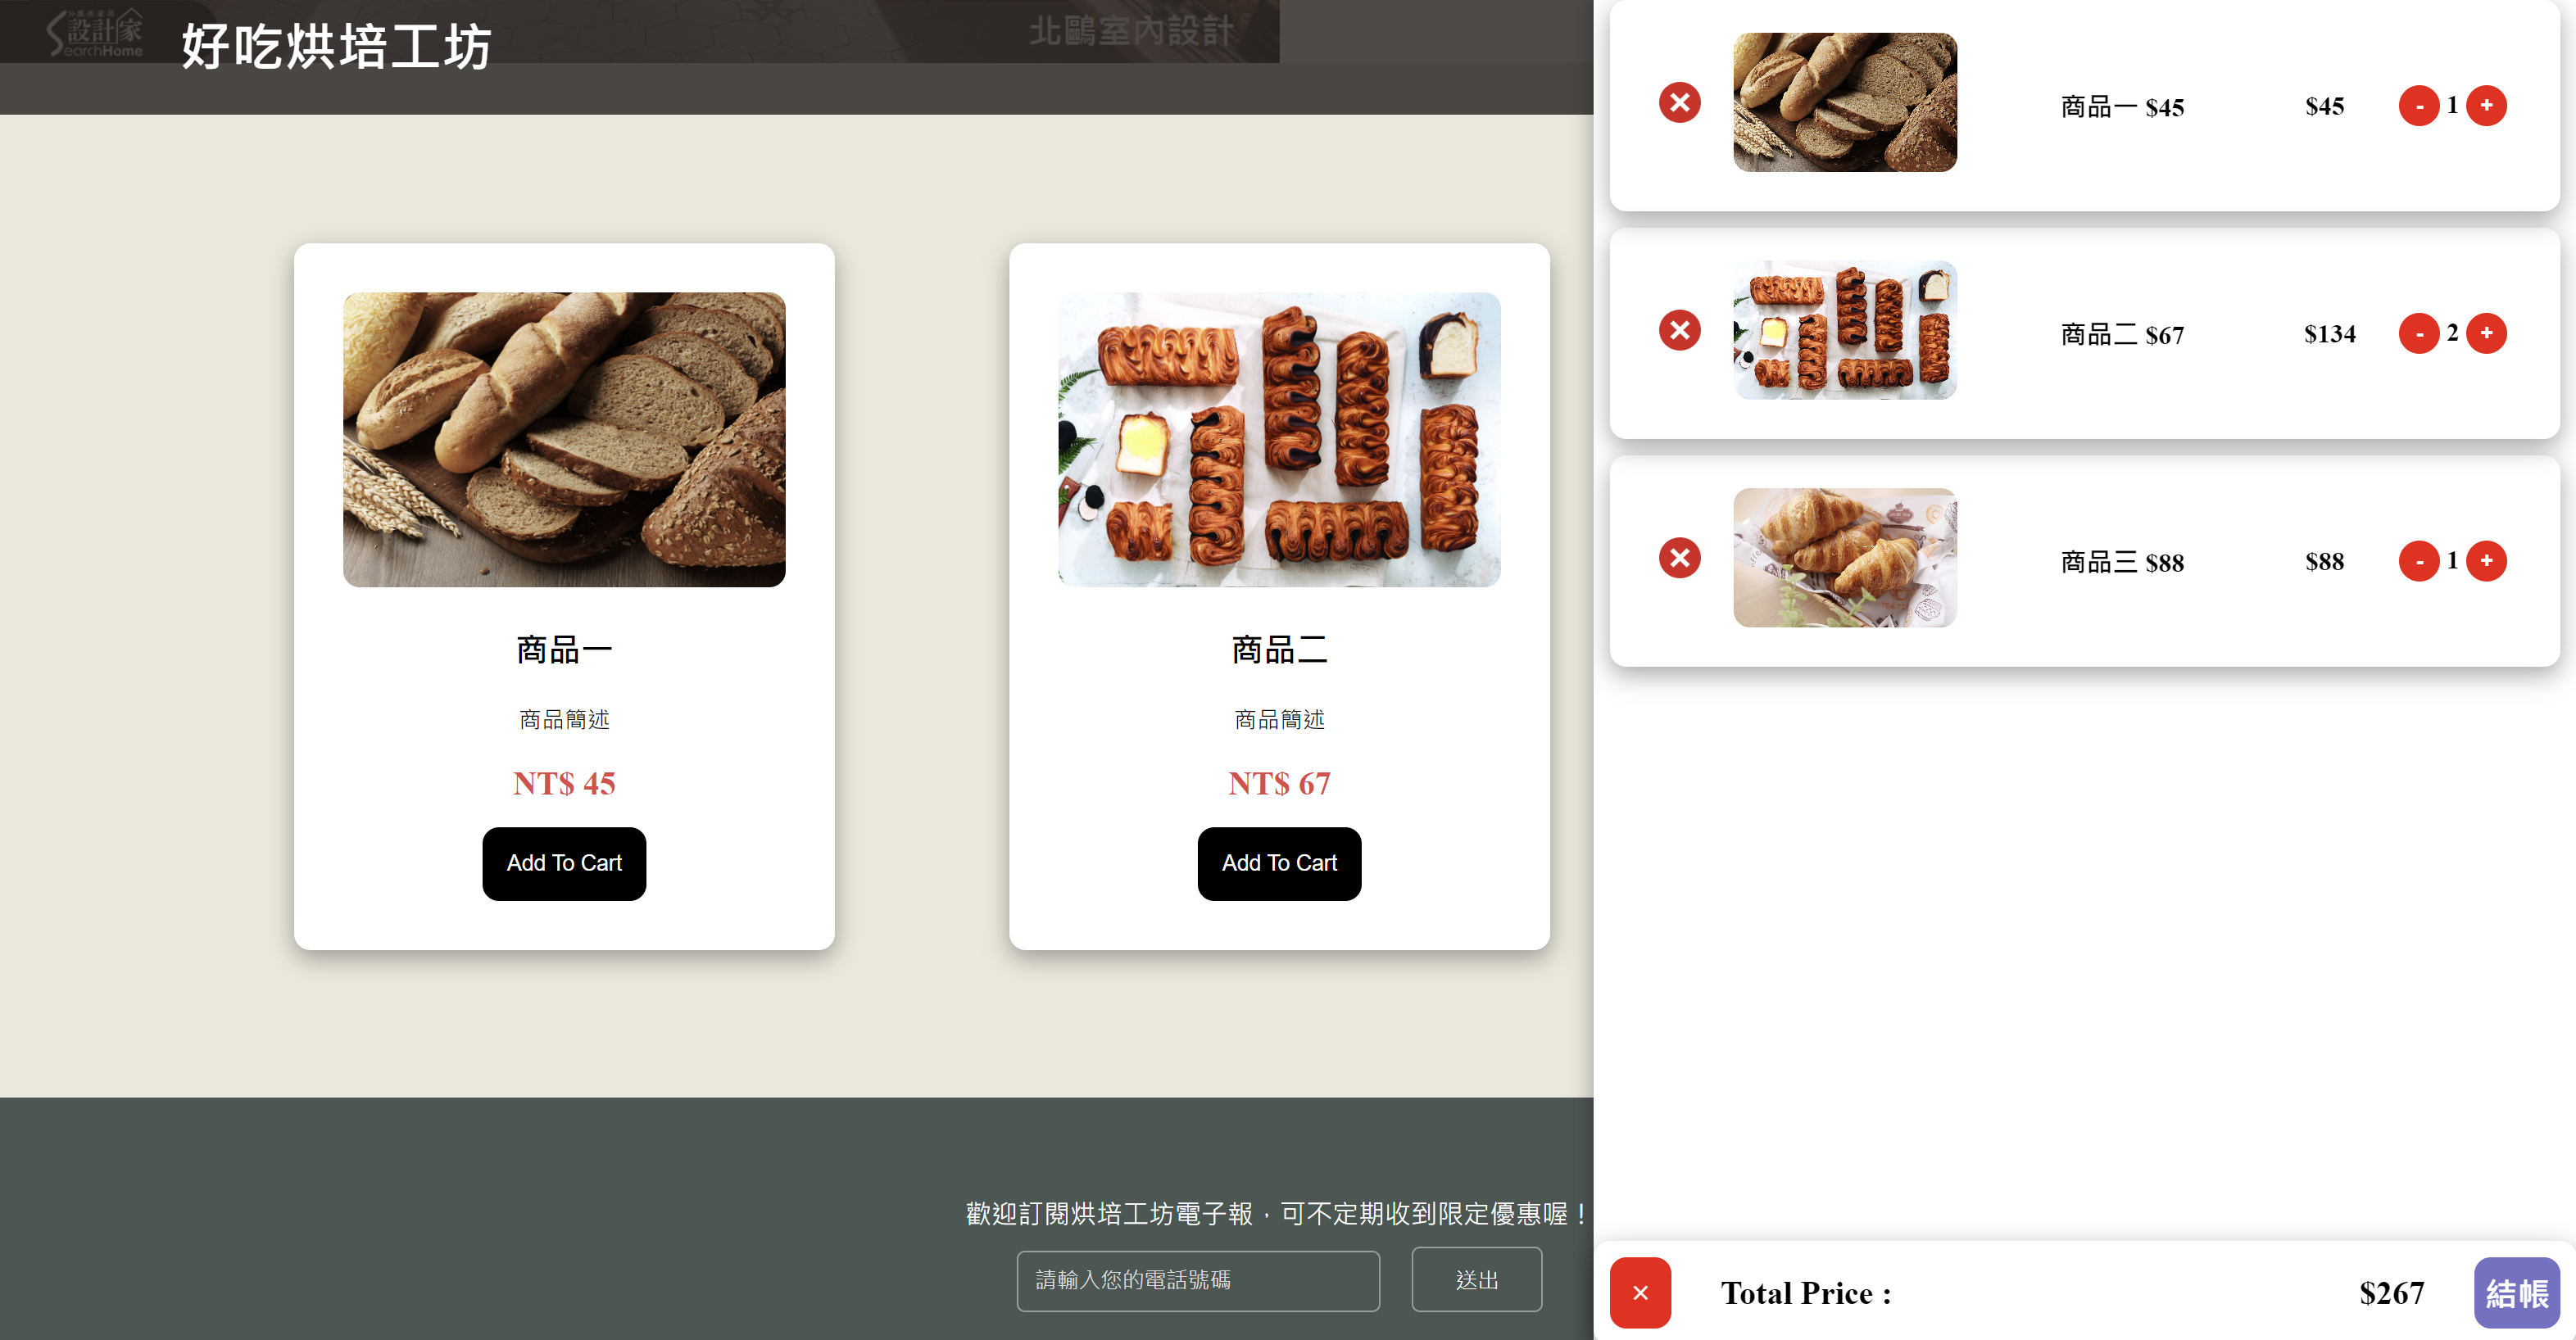 設計家
SearchHome
好吃烘培工坊
北鷗室內設計
商品一
商品簡述
NT$ 45
Add To Cart
商品二
商品簡述
NT$ 67
Add To Cart
歡迎訂閱烘培工坊電子報，可不定期收到限定優惠喔！
請輸入您的電話號碼
送出
商品一 $45 $45 - 1 +
商品二 $67 $134 - 2 +
商品三 $88 $88 - 1 +
× Total Price : $267 結帳